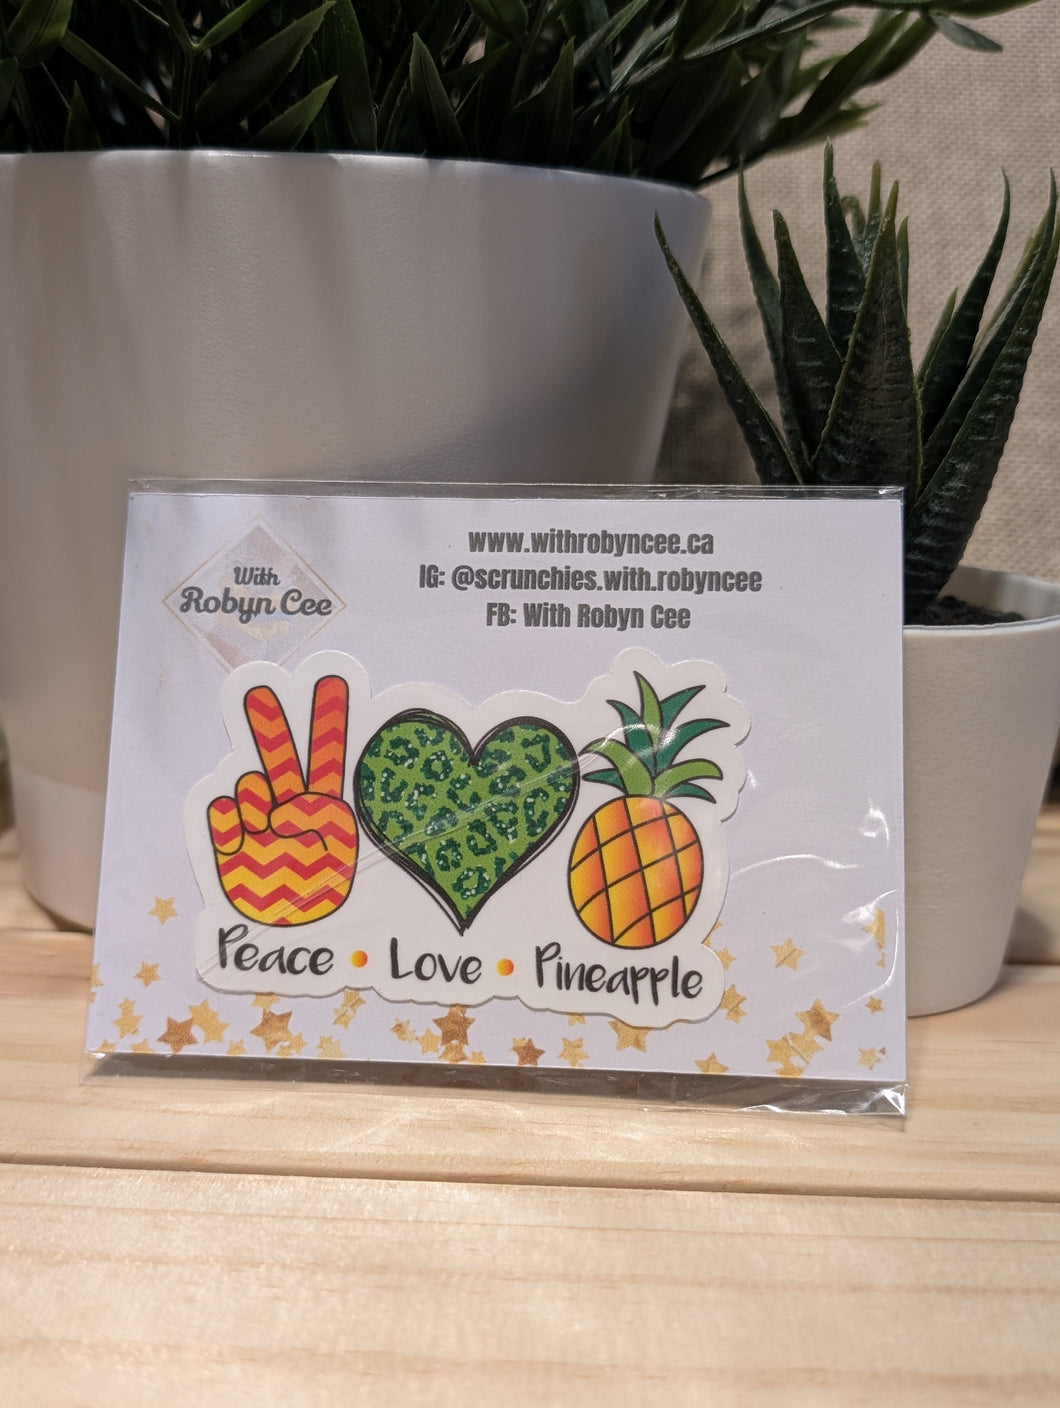 With
Robyn Cee
www.withrobyncee.ca
IG: @scrunchies.with.robyncee
FB: With Robyn Cee
Peace • Love • Pineapple